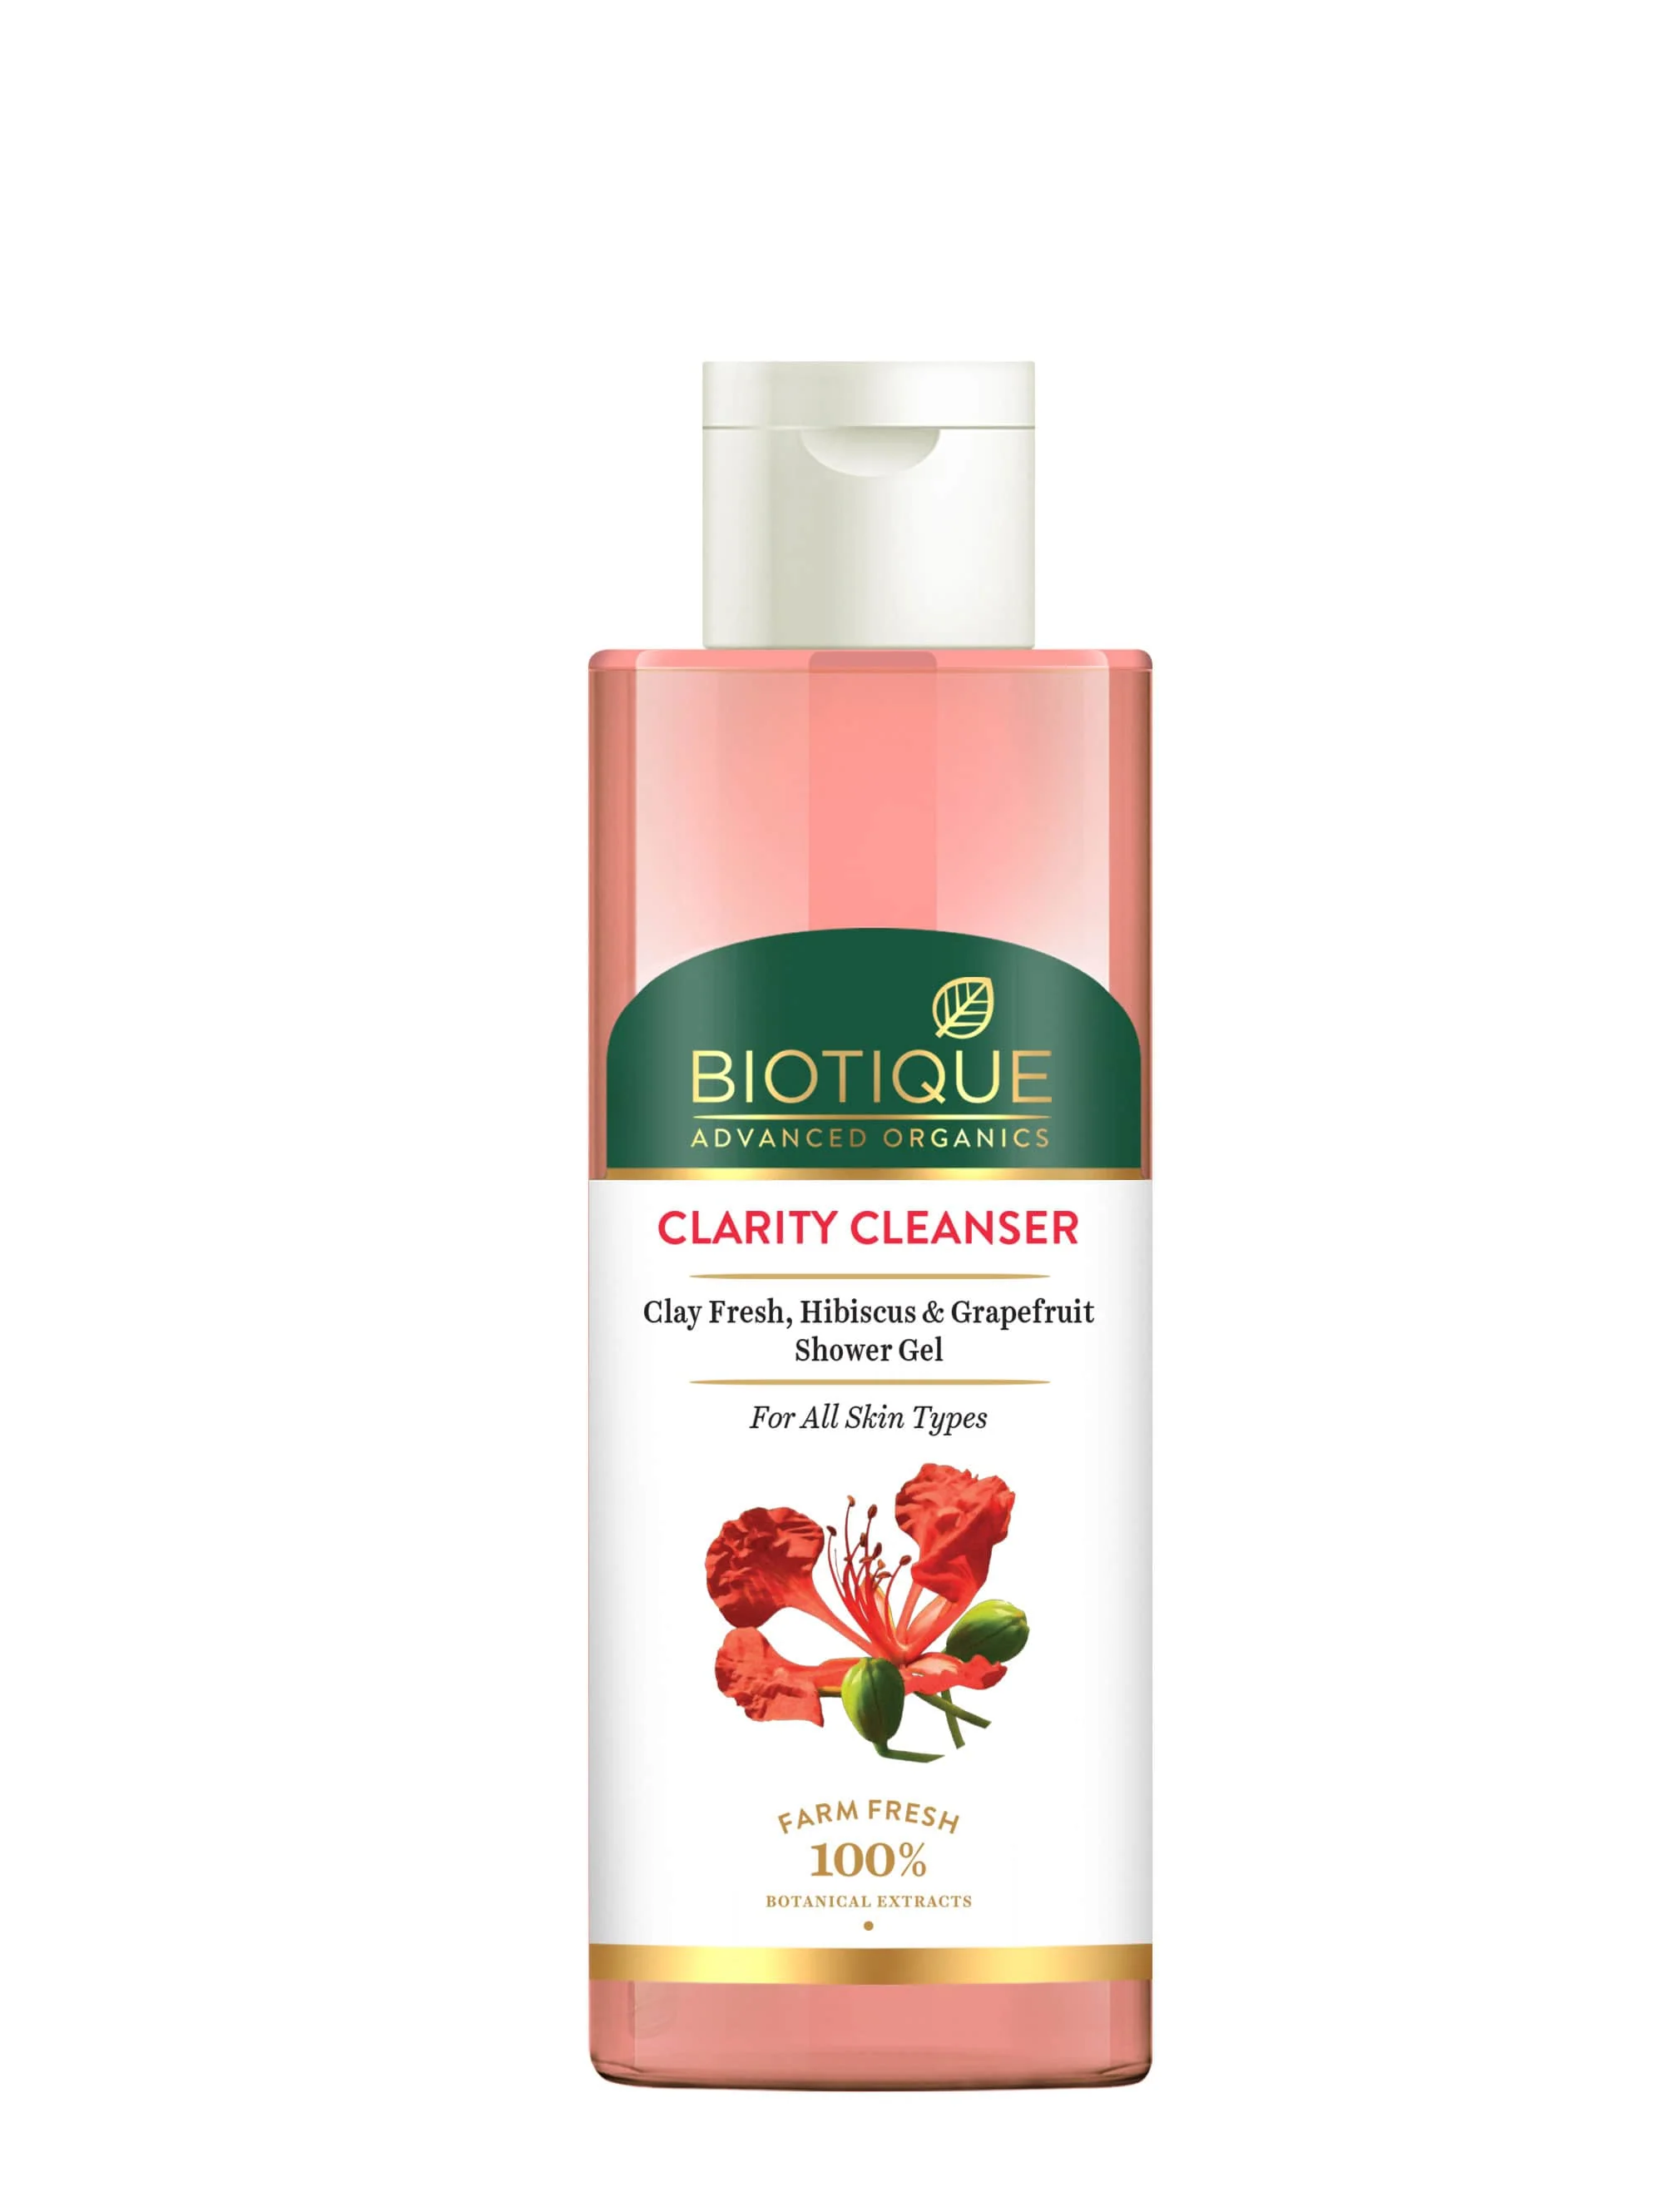 BIOTIQUE
ADVANCED ORGANICS
CLARITY CLEANSER
Clay Fresh, Hibiscus & Grapefruit
Shower Gel
For All Skin Types
FARM FRESH
100%
BOTANICAL EXTRACTS